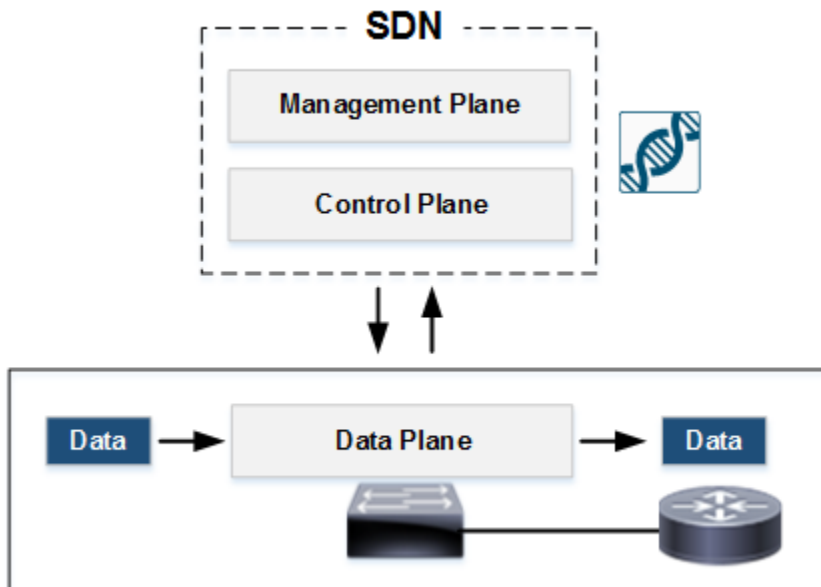 SDN
Management Plane
Control Plane
Data
Data Plane
Data